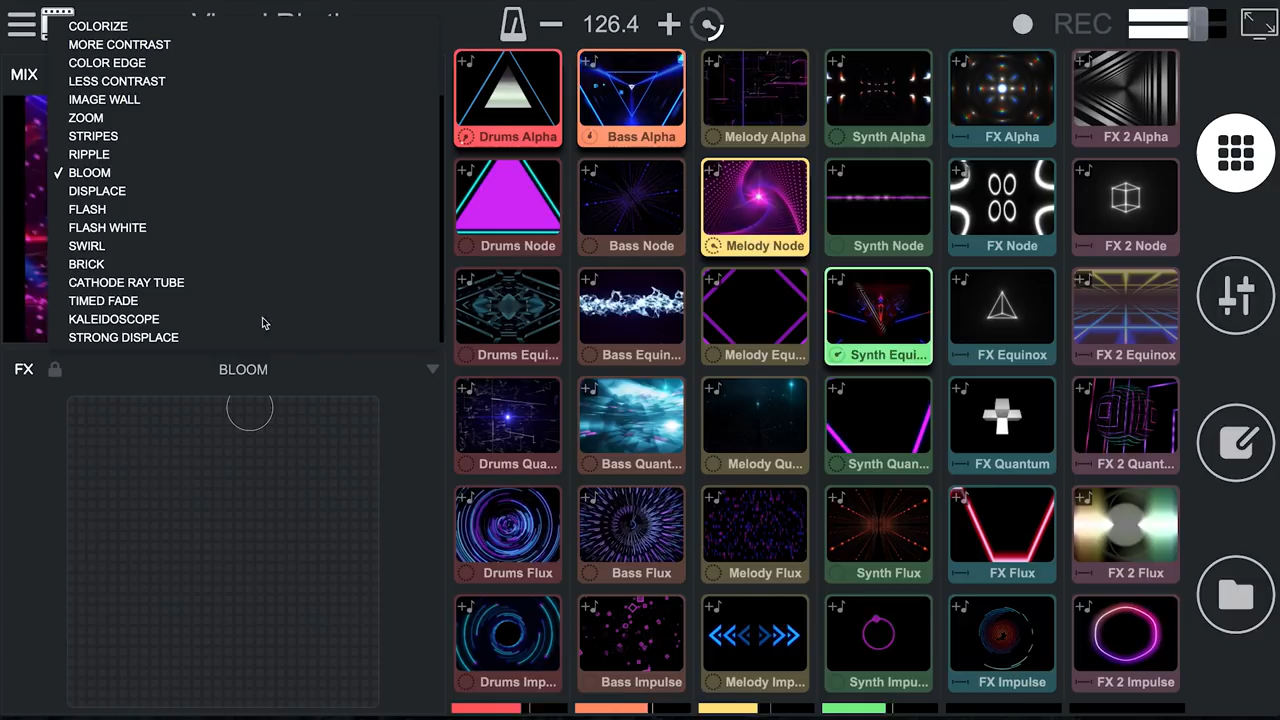 126.4
REC
MIX
COLORIZE
MORE CONTRAST
COLOR EDGE
LESS CONTRAST
IMAGE WALL
ZOOM
STRIPES
RIPPLE
✓ BLOOM
DISPLACE
FLASH
FLASH WHITE
SWIRL
BRICK
CATHODE RAY TUBE
TIMED FADE
KALEIDOSCOPE
STRONG DISPLACE
FX
BLOOM
Drums Alpha
Bass Alpha
Melody Alpha
Synth Alpha
FX Alpha
FX 2 Alpha
Drums Node
Bass Node
Melody Node
Synth Node
FX Node
FX 2 Node
Drums Equi...
Bass Equin...
Melody Equ...
Synth Equi...
FX Equinox
FX 2 Equinox
Drums Qua...
Bass Quant...
Melody Qu...
Synth Quan...
FX Quantum
FX 2 Quant...
Drums Flux
Bass Flux
Melody Flux
Synth Flux
FX Flux
FX 2 Flux
Drums Imp...
Bass Impulse
Melody Imp...
Synth Impu...
FX Impulse
FX 2 Impulse